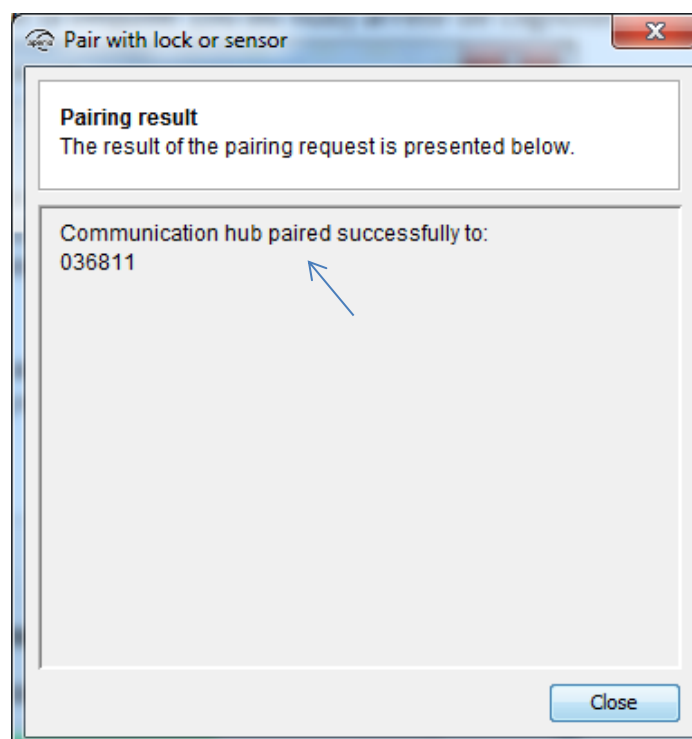 Pair with lock or sensor
Pairing result
The result of the pairing request is presented below.
Communication hub paired successfully to:
036811
Close